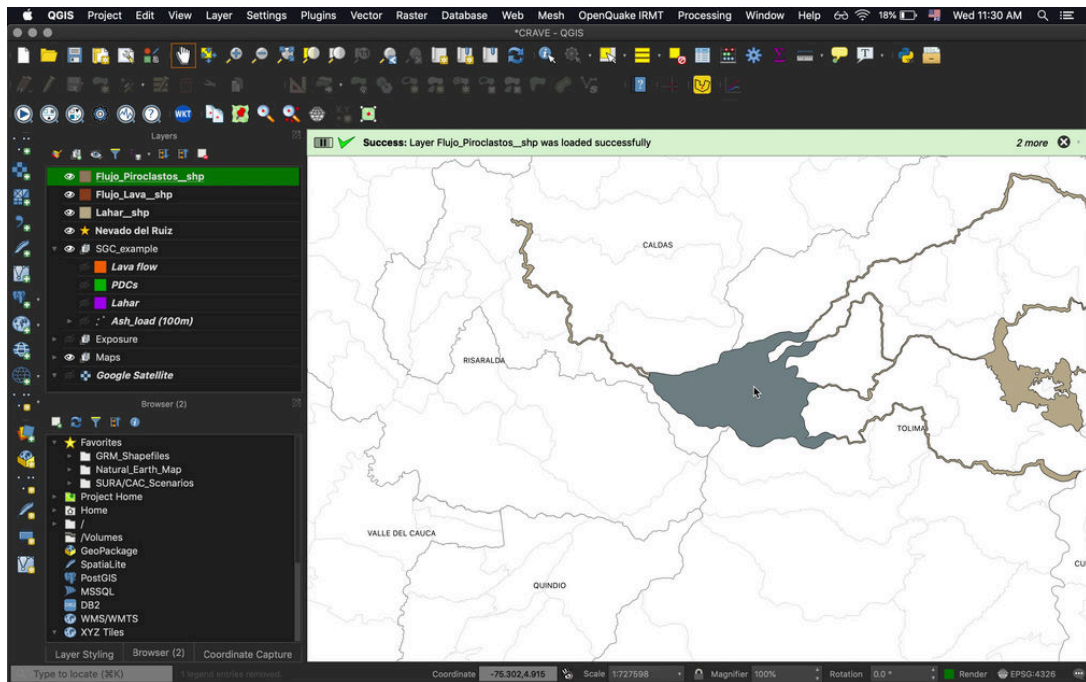 QGIS Project Edit View Layer Settings Plugins Vector Raster Database Web Mesh OpenQuake IRMT Processing Window Help 18% Wed 11:30 AM
*CRAVE - QGIS
WKT
Layers
Success: Layer Flujo_Piroclastos__shp was loaded successfully 2 more
Flujo_Piroclastos__shp
Flujo_Lava__shp
Lahar__shp
Nevado del Ruiz
SGC_example
Lava flow
PDCs
Lahar
Ash_load (100m)
Exposure
Maps
Google Satellite
Browser (2)
Favorites
GRM_Shapefiles
Natural_Earth_Map
SURA/CAC_Scenarios
Project Home
Home
/
/Volumes
GeoPackage
SpatiaLite
PostGIS
MSSQL
DB2
WMS/WMTS
XYZ Tiles
Layer Styling Browser (2) Coordinate Capture
CALDAS
RISARALDA
TOLIMA
VALLE DEL CAUCA
QUINDIO
CU
Type to locate (⌘K) 1 legend entries removed. Coordinate -75.302,4.915 Scale 1:727598 Magnifier 100% Rotation 0.0 ° Render EPSG:4326